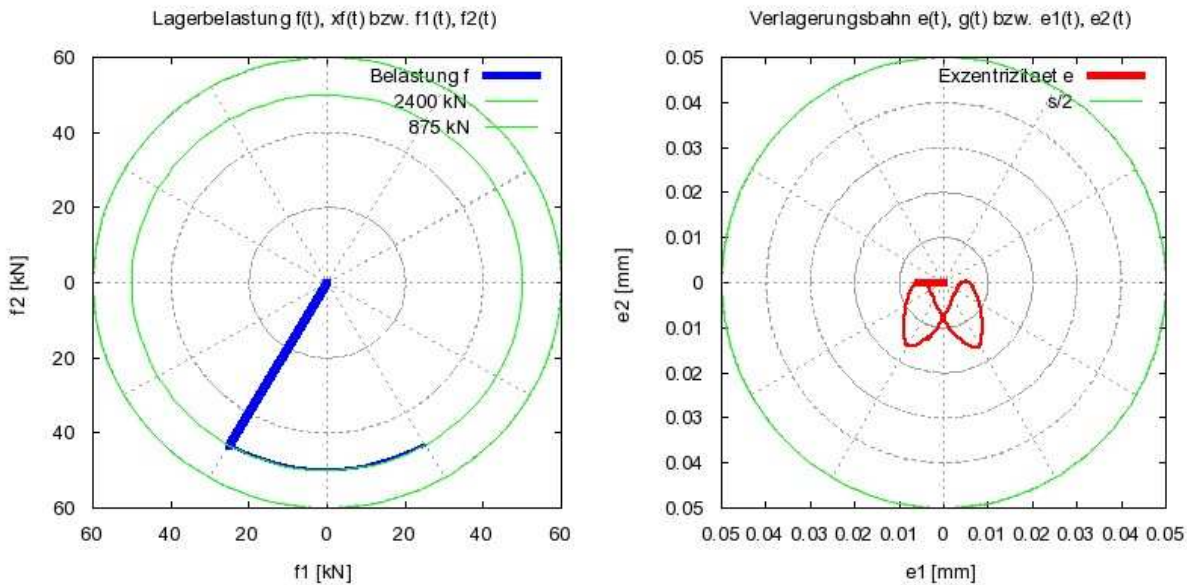 Lagerbelastung f(t), xf(t) bzw. f1(t), f2(t)
60
40
20
0
20
40
60
f2 [kN]
Belastung f
2400 kN
875 kN
60 40 20 0 20 40 60
f1 [kN]
Verlagerungsbahn e(t), g(t) bzw. e1(t), e2(t)
0.05
0.04
0.03
0.02
0.01
0
0.01
0.02
0.03
0.04
0.05
e2 [mm]
Exzentrizitaet e
s/2
0.05 0.04 0.03 0.02 0.01 0 0.01 0.02 0.03 0.04 0.05
e1 [mm]